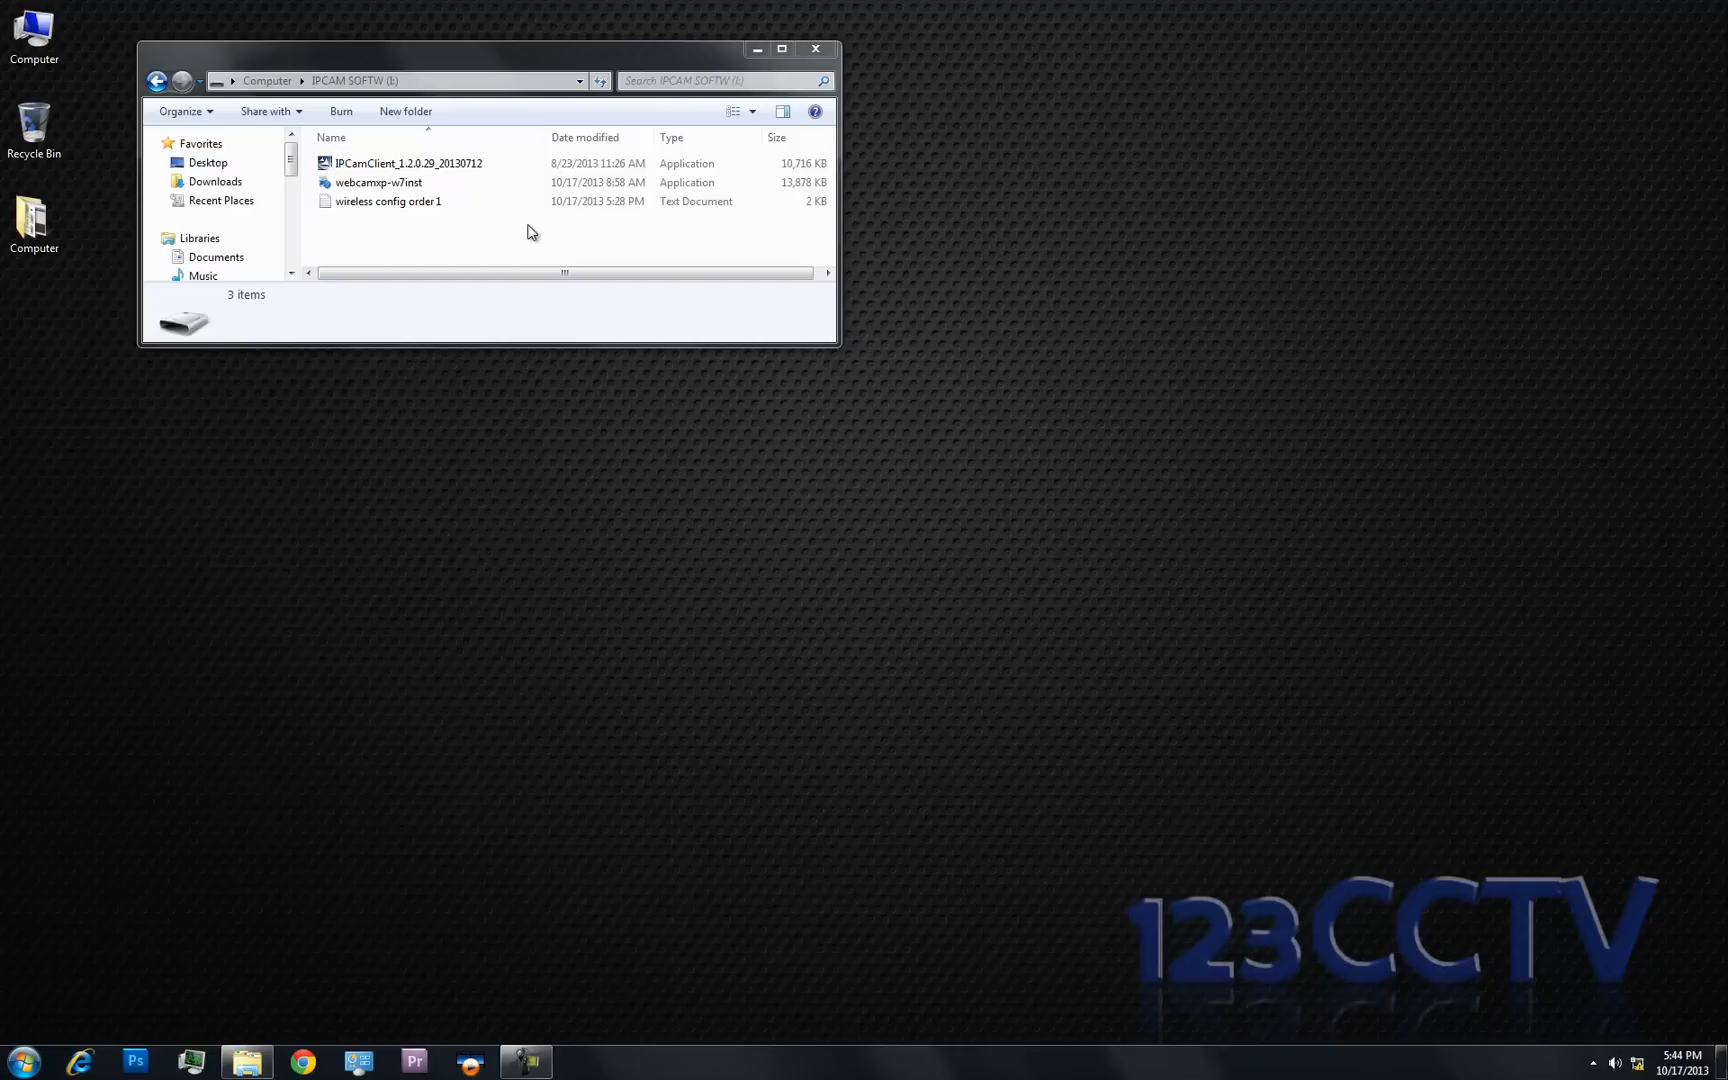 Computer
Recycle Bin
Computer
Computer IPCAM SOFTW (I:)
Search IPCAM SOFTW (I:)
Organize Share with Burn New folder
Name Date modified Type Size
Favorites
Desktop
Downloads
Recent Places
Libraries
Documents
Music
IPCamClient_1.2.0.29_20130712 8/23/2013 11:26 AM Application 10,716 KB
webcamxp-w7inst 10/17/2013 8:58 AM Application 13,878 KB
wireless config order1 10/17/2013 5:28 PM Text Document 2 KB
3 items
123CCTV
Ps
Pr
5:44 PM
10/17/2013